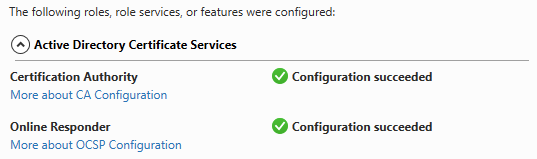 The following roles, role services, or features were configured:
Active Directory Certificate Services
Certification Authority Configuration succeeded
More about CA Configuration
Online Responder Configuration succeeded
More about OCSP Configuration